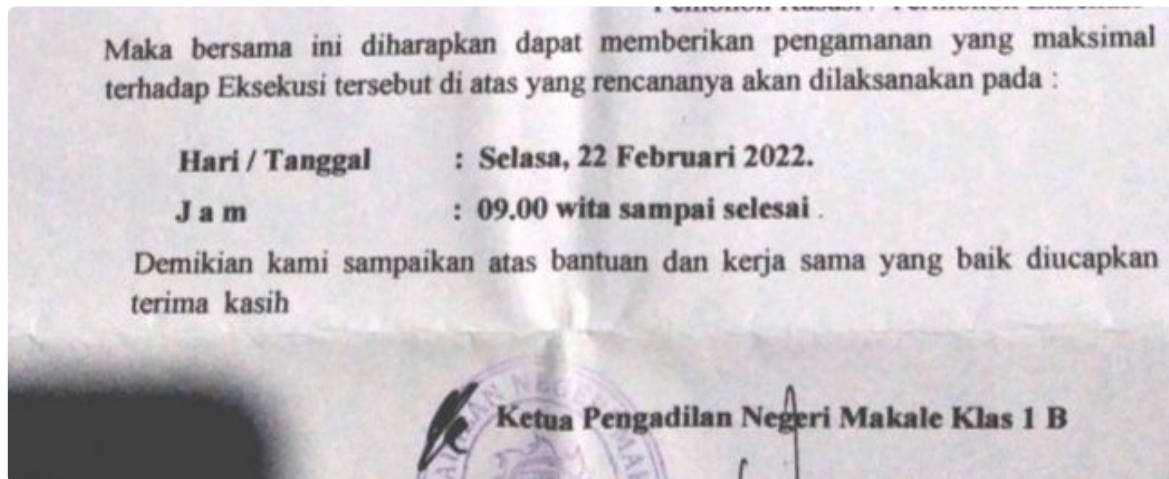 Maka bersama ini diharapkan dapat memberikan pengamanan yang maksimal
terhadap Eksekusi tersebut di atas yang rencananya akan dilaksanakan pada :
Hari / Tanggal : Selasa, 22 Februari 2022.
J a m : 09.00 wita sampai selesai .
Demikian kami sampaikan atas bantuan dan kerja sama yang baik diucapkan
terima kasih
Ketua Pengadilan Negeri Makale Klas 1 B